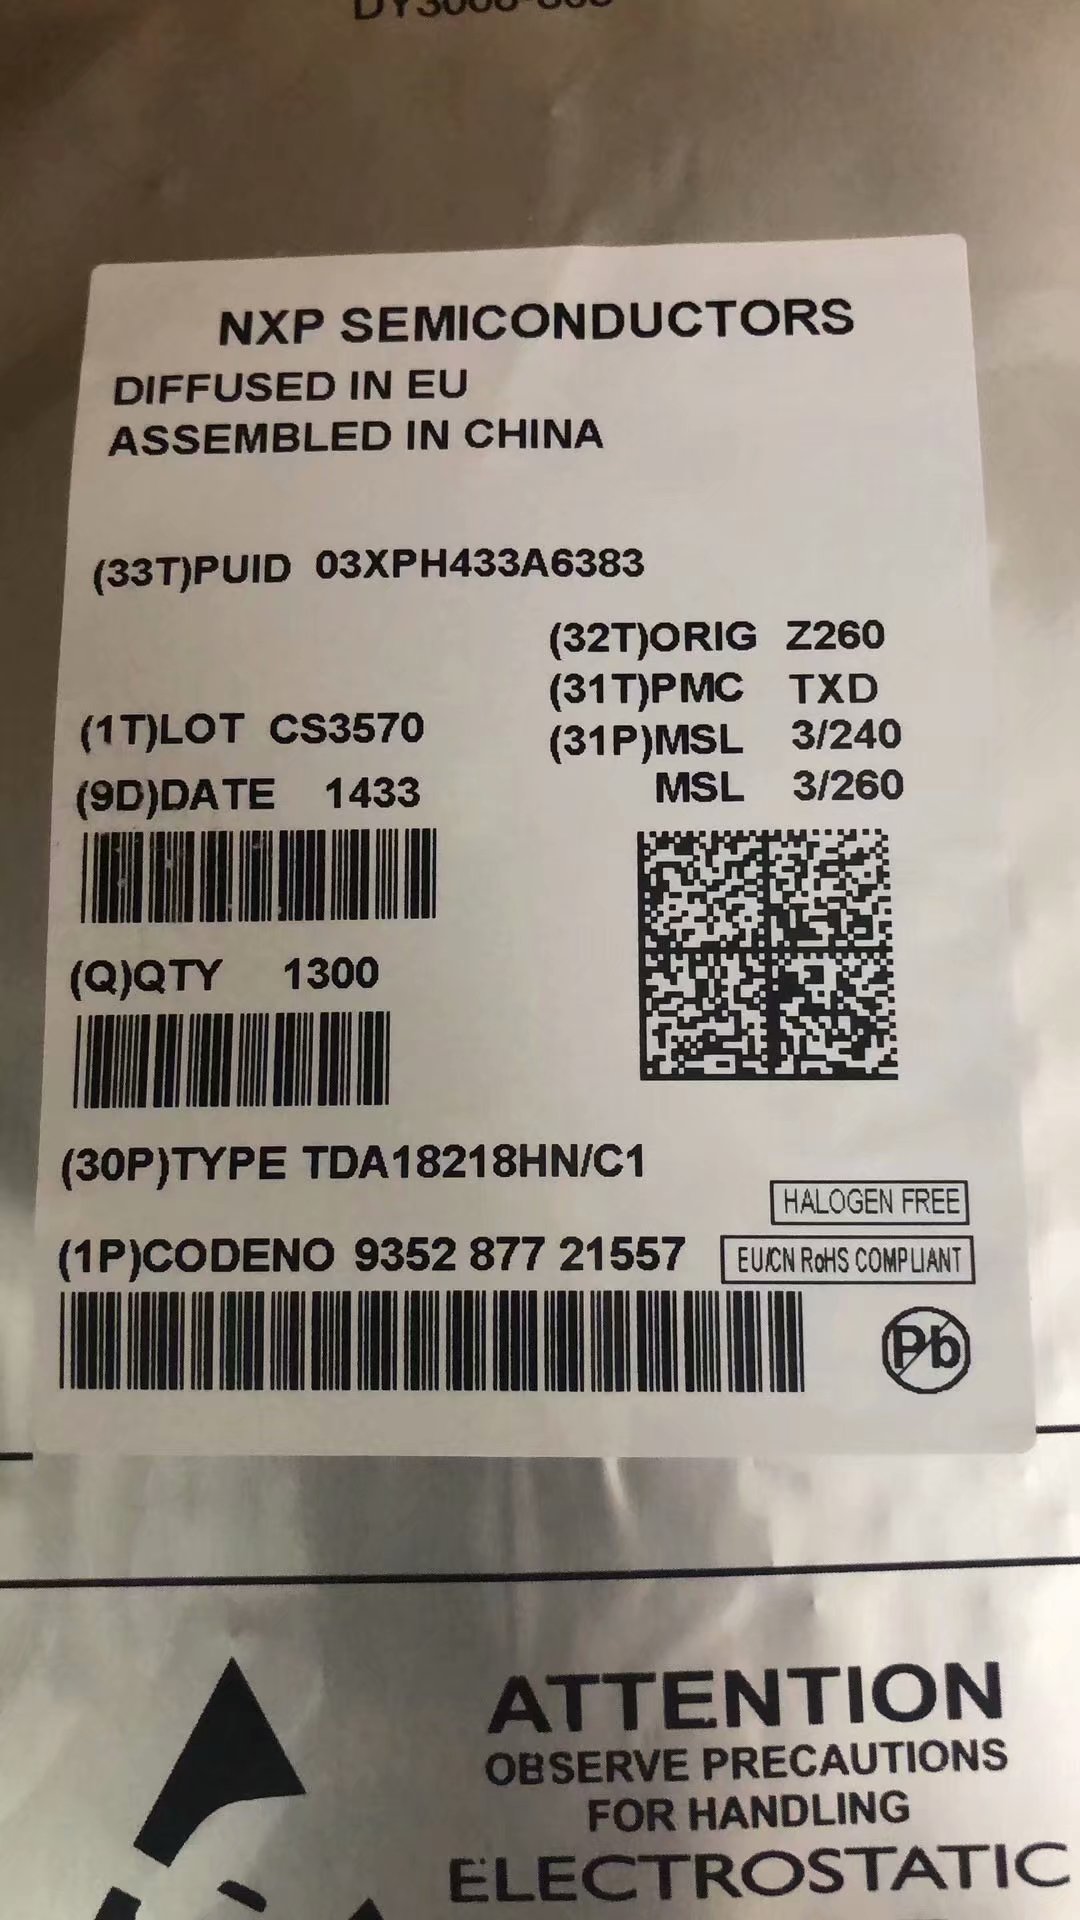 NXP SEMICONDUCTORS
DIFFUSED IN EU
ASSEMBLED IN CHINA
(33T)PUID 03XPH433A6383
(32T)ORIG Z260
(31T)PMC TXD
(1T)LOT CS3570
(31P)MSL 3/240
(9D)DATE 1433
MSL 3/260
(Q)QTY 1300
(30P)TYPE TDA18218HN/C1
HALOGEN FREE
(1P)CODENO 9352 877 21557
EU/CN RoHS COMPLIANT
Pb
ATTENTION
OBSERVE PRECAUTIONS
FOR HANDLING
ELECTROSTATIC